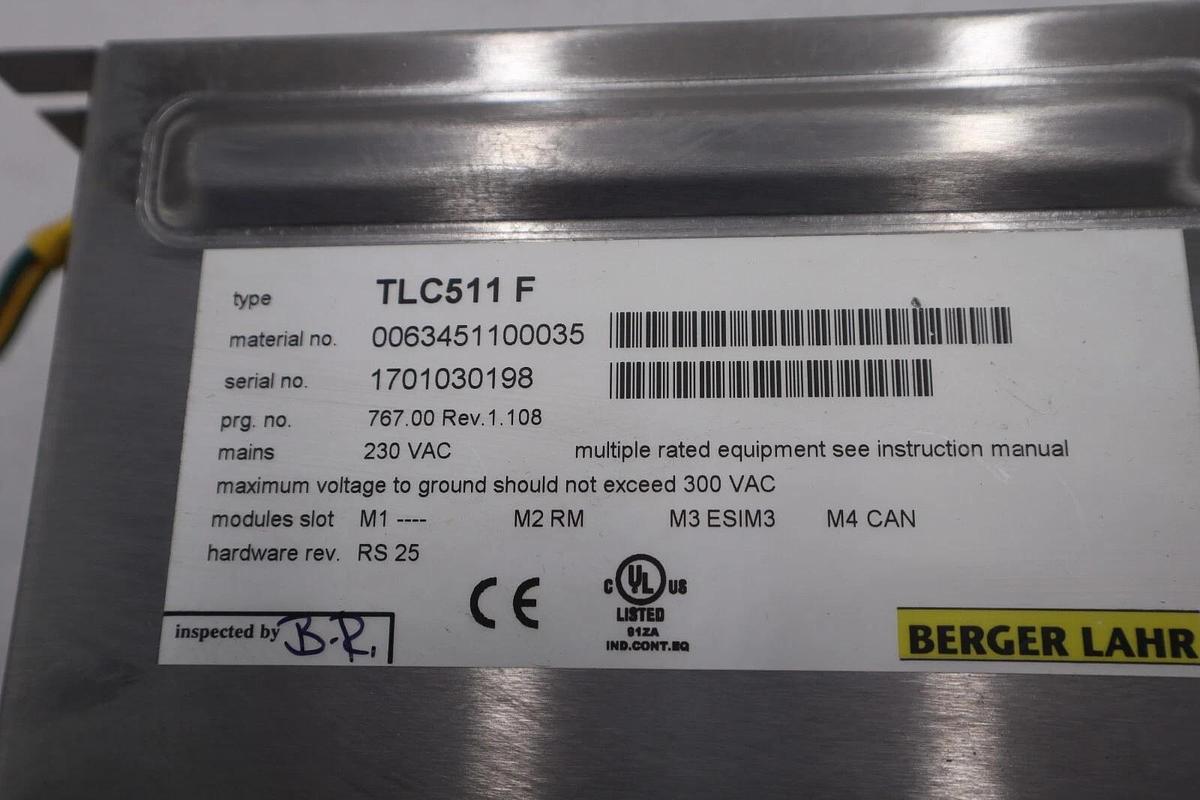 type TLC511 F
material no. 0063451100035
serial no. 1701030198
prg. no. 767.00 Rev.1.108
mains 230 VAC multiple rated equipment see instruction manual
maximum voltage to ground should not exceed 300 VAC
modules slot M1 ---- M2 RM M3 ESIM3 M4 CAN
hardware rev. RS 25
CE
C UL US
LISTED
91ZA
IND.CONT.EQ
inspected by B.R.
BERGER LAHR